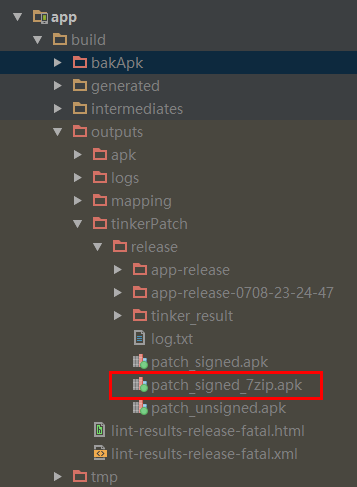 app
build
bakApk
generated
intermediates
outputs
apk
logs
mapping
tinkerPatch
release
app-release
app-release-0708-23-24-47
tinker_result
log.txt
patch_signed.apk
patch_signed_7zip.apk
patch_unsigned.apk
lint-results-release-fatal.html
lint-results-release-fatal.xml
tmp